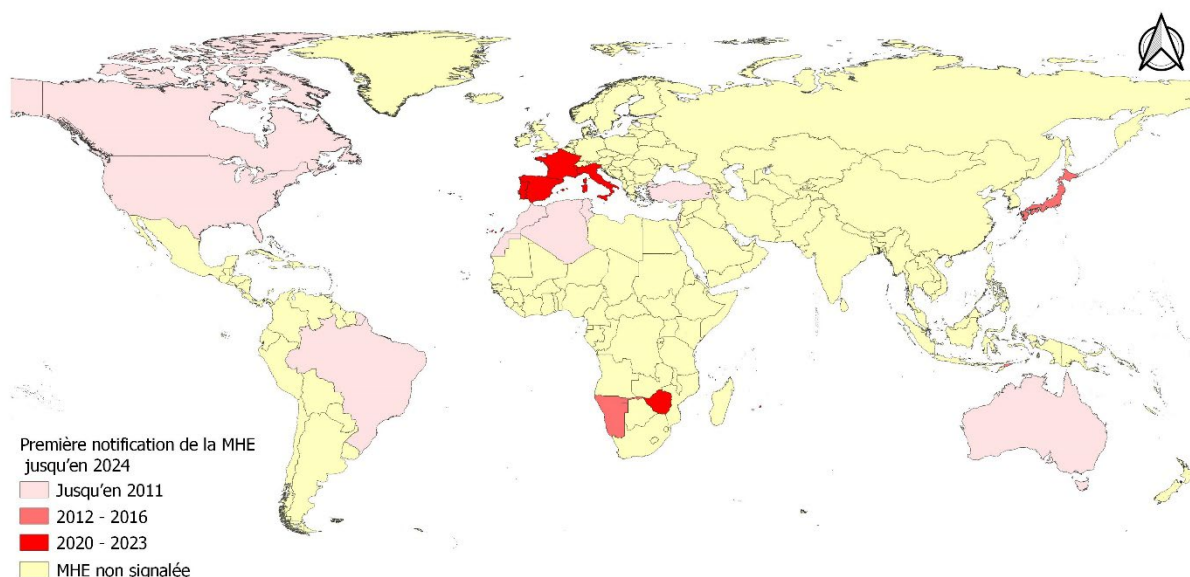 Première notification de la MHE
jusqu'en 2024
Jusqu'en 2011
2012 - 2016
2020 - 2023
MHE non signalée